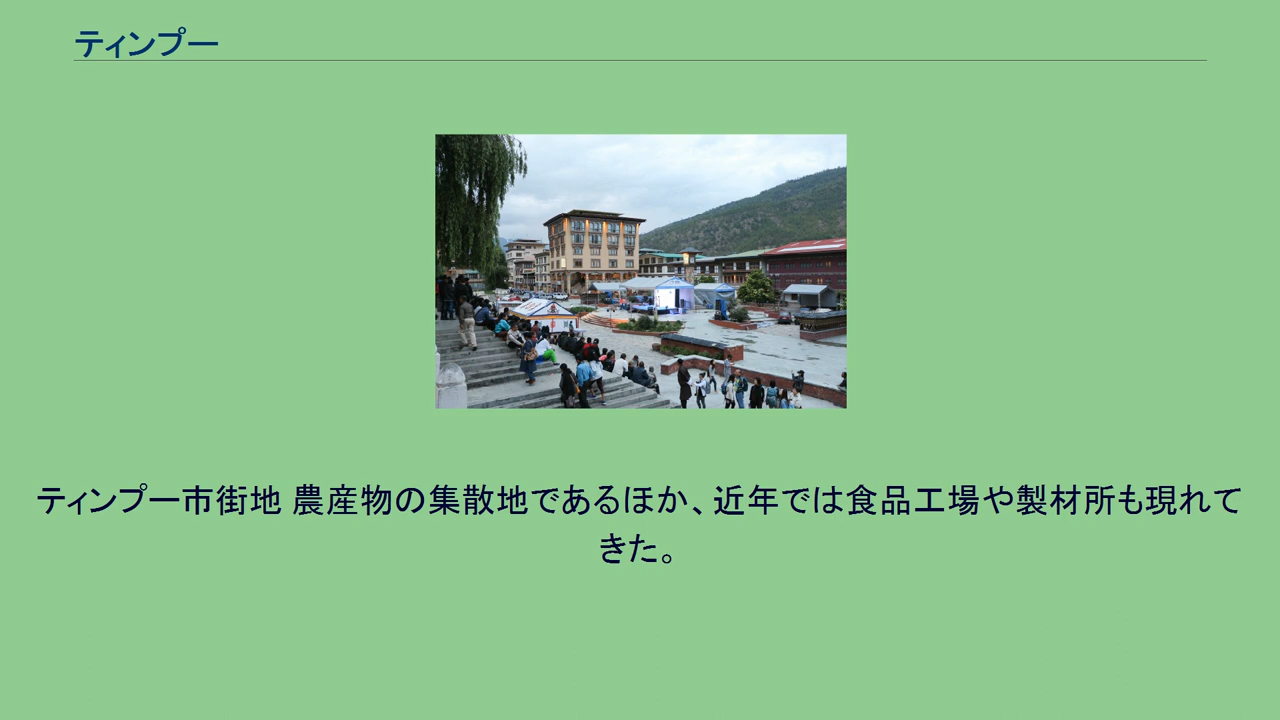 ティンプー
ティンプー市街地 農産物の集散地であるほか、近年では食品工場や製材所も現れて
きた。